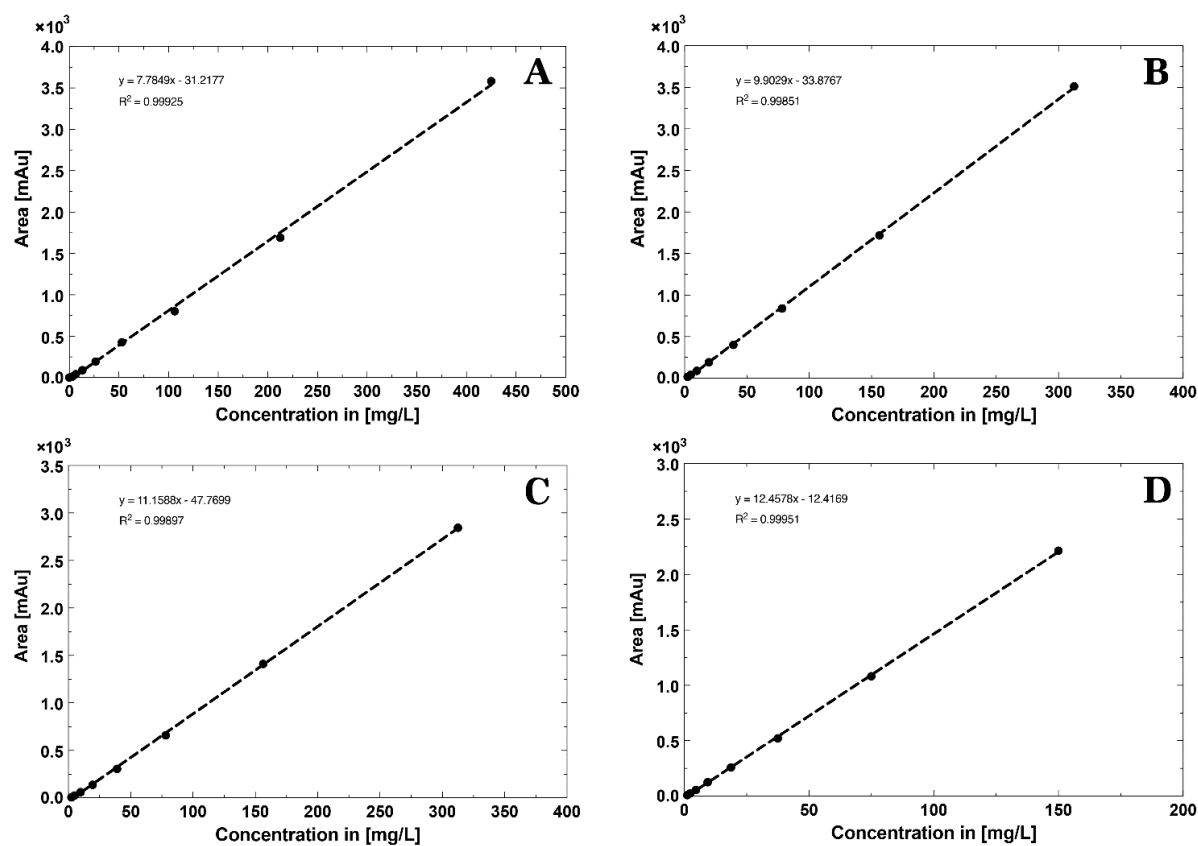 ×10³
4.0
3.5
3.0
2.5
2.0
1.5
1.0
0.5
0.0
Area [mAu]
y = 7.7849x - 31.2177
R² = 0.99925
A
0 50 100 150 200 250 300 350 400 450 500
Concentration in [mg/L]
×10³
4.0
3.5
3.0
2.5
2.0
1.5
1.0
0.5
0.0
Area [mAu]
y = 9.9029x - 33.8767
R² = 0.99851
B
0 50 100 150 200 250 300 350 400
Concentration in [mg/L]
×10³
3.5
3.0
2.5
2.0
1.5
1.0
0.5
0.0
Area [mAu]
y = 11.1588x - 47.7699
R² = 0.99897
C
0 50 100 150 200 250 300 350 400
Concentration in [mg/L]
×10³
3.0
2.5
2.0
1.5
1.0
0.5
0.0
Area [mAu]
y = 12.4578x - 12.4169
R² = 0.99951
D
0 50 100 150 200
Concentration in [mg/L]